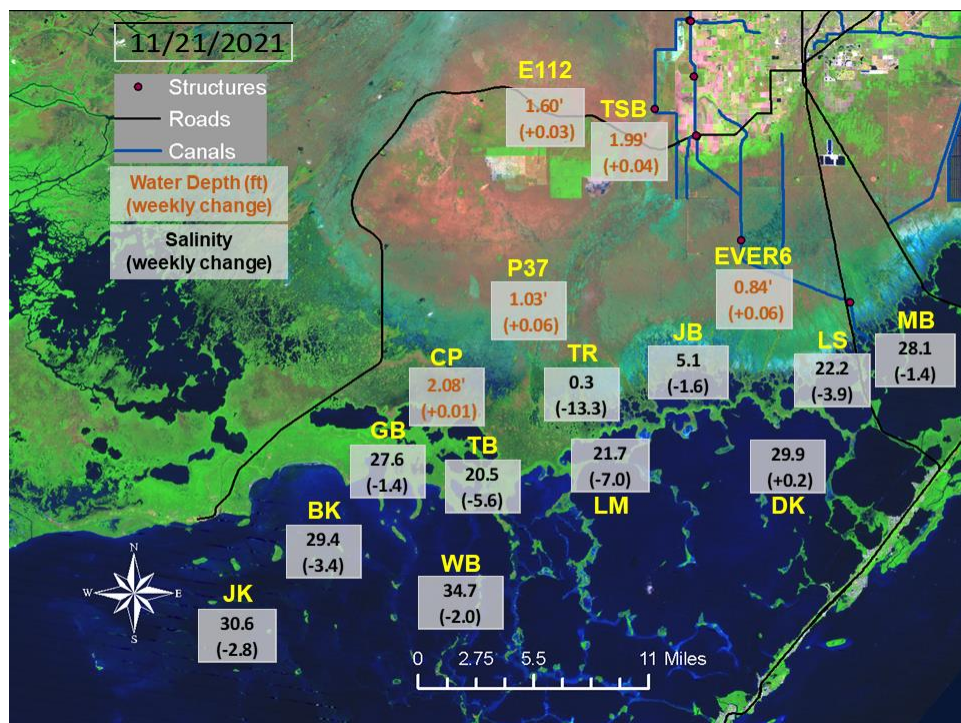 11/21/2021
Structures
Roads
Canals
Water Depth (ft)
(weekly change)
Salinity
(weekly change)
E112
1.60'
(+0.03)
TSB
1.99'
(+0.04)
P37
1.03'
(+0.06)
EVER6
0.84'
(+0.06)
CP
2.08'
(+0.01)
TR
0.3
(-13.3)
JB
5.1
(-1.6)
LS
22.2
(-3.9)
MB
28.1
(-1.4)
GB
27.6
(-1.4)
TB
20.5
(-5.6)
21.7
(-7.0)
LM
29.9
(+0.2)
DK
BK
29.4
(-3.4)
WB
34.7
(-2.0)
JK
30.6
(-2.8)
N
W E
S
0 2.75 5.5 11 Miles